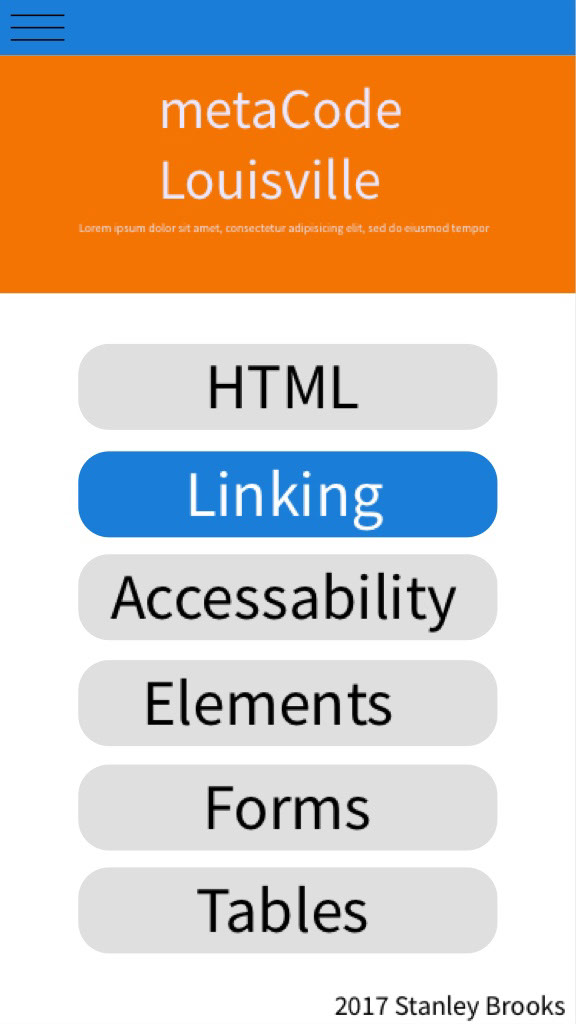 metaCode
Louisville
Lorem ipsum dolor sit amet, consectetur adipisicing elit, sed do eiusmod tempor
HTML
Linking
Accessability
Elements
Forms
Tables
2017 Stanley Brooks